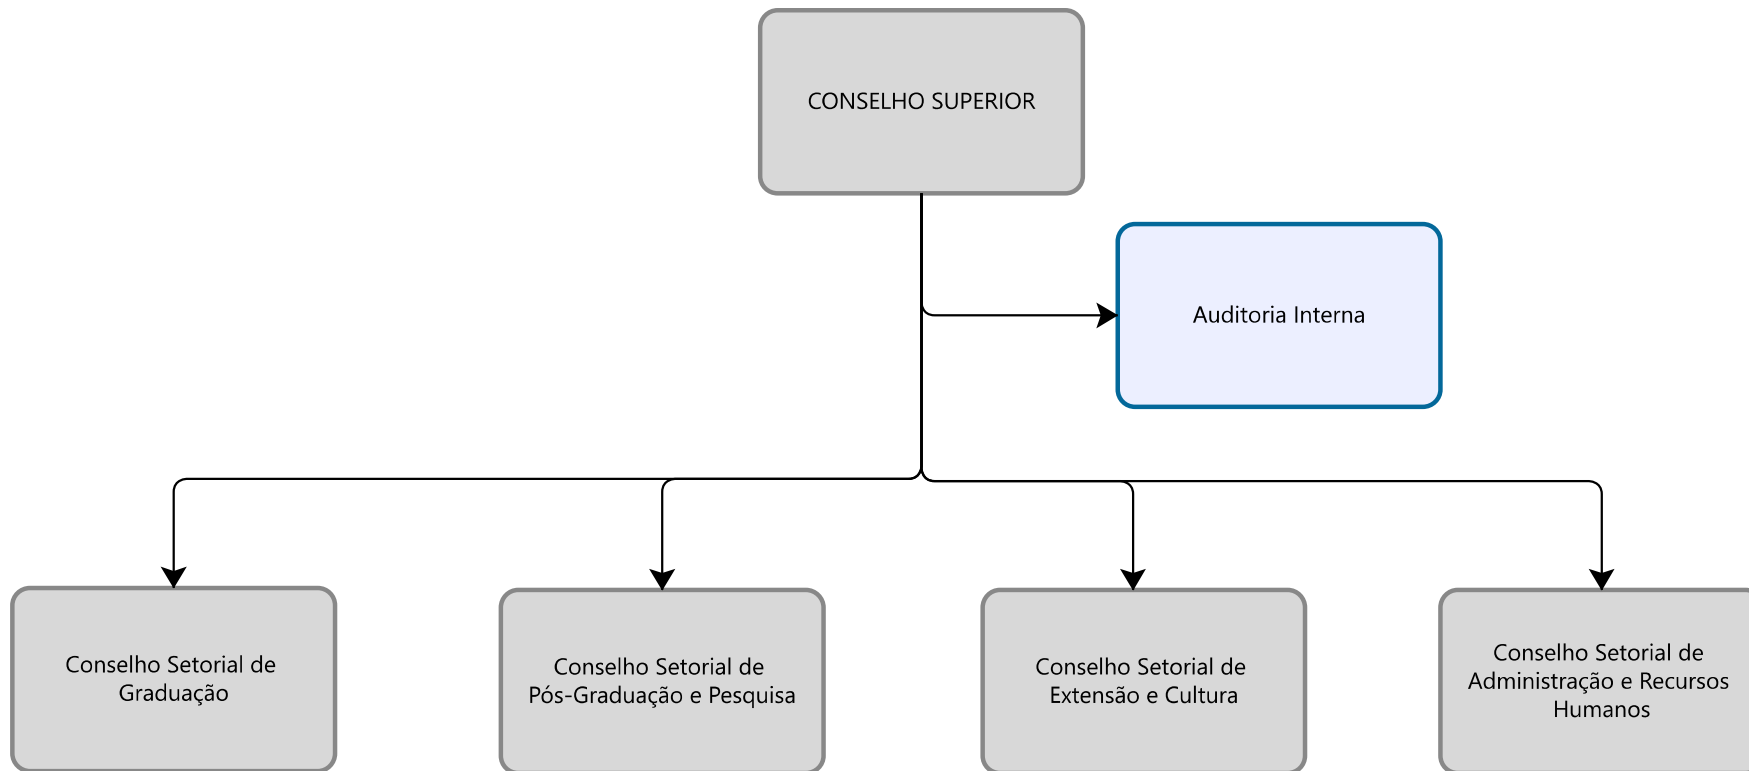 CONSELHO SUPERIOR
Auditoria Interna
Conselho Setorial de
Graduação
Conselho Setorial de
Pós-Graduação e Pesquisa
Conselho Setorial de
Extensão e Cultura
Conselho Setorial de
Administração e Recursos
Humanos